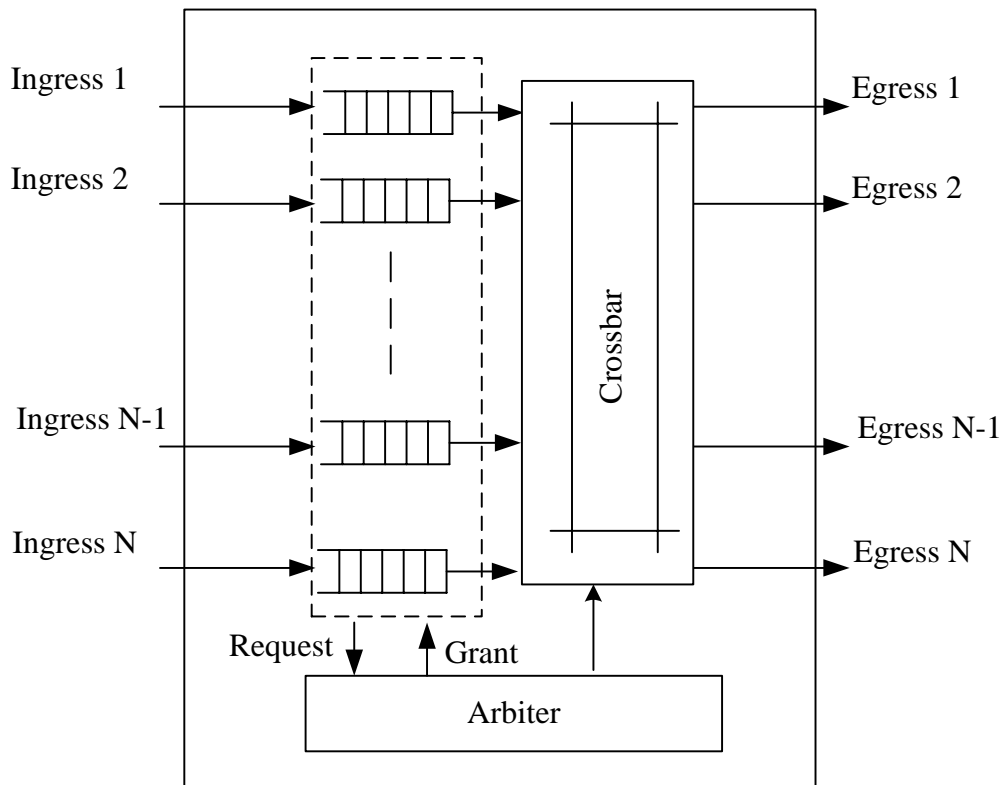 Ingress 1
Egress 1
Ingress 2
Egress 2
Crossbar
Ingress N-1
Egress N-1
Ingress N
Egress N
Request
Grant
Arbiter